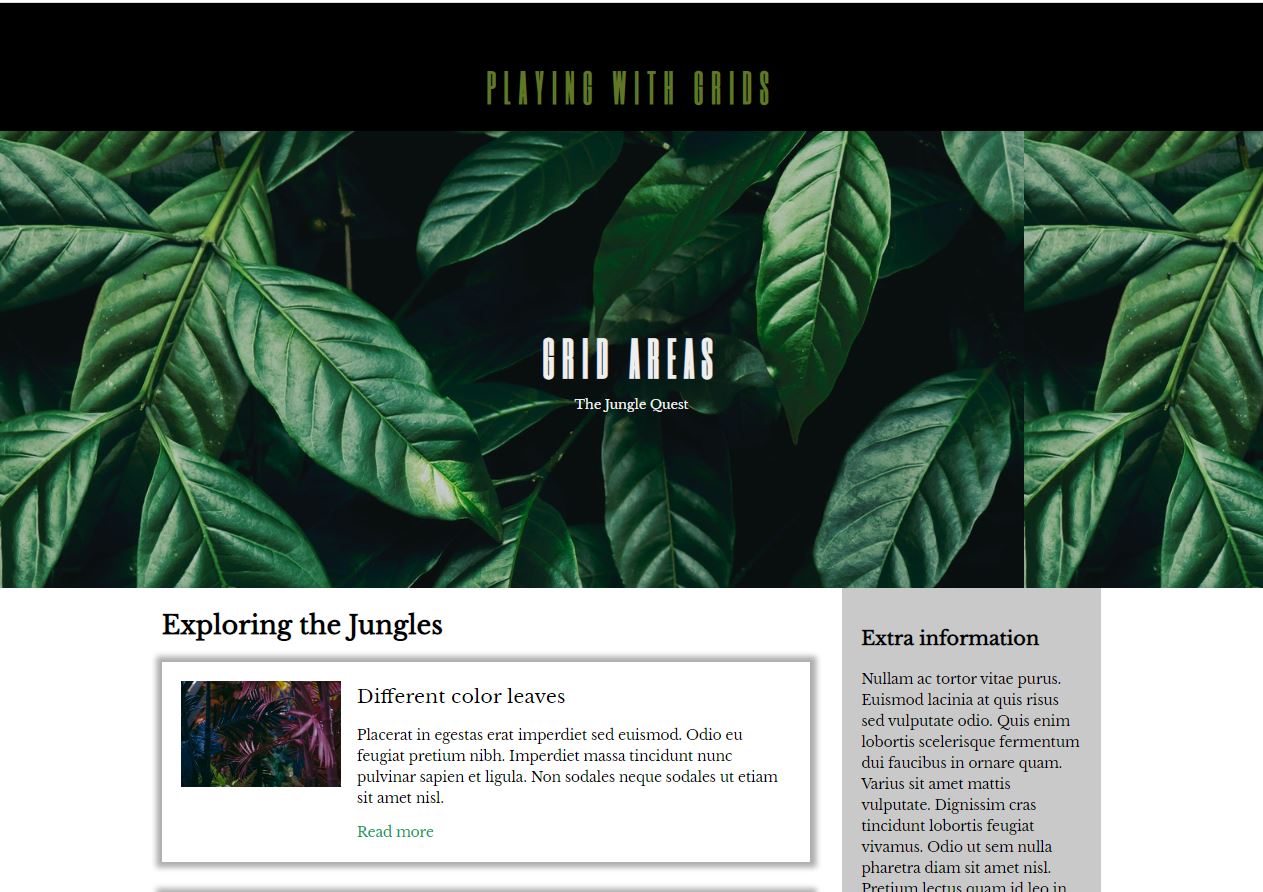 PLAYING WITH GRIDS
GRID AREAS
The Jungle Quest
Exploring the Jungles
Different color leaves
Placerat in egestas erat imperdiet sed euismod. Odio eu
feugiat pretium nibh. Imperdiet massa tincidunt nunc
pulvinar sapien et ligula. Non sodales neque sodales ut etiam
sit amet nisl.
Read more
Extra information
Nullam ac tortor vitae purus.
Euismod lacinia at quis risus
sed vulputate odio. Quis enim
lobortis scelerisque fermentum
dui faucibus in ornare quam.
Varius sit amet mattis
vulputate. Dignissim cras
tincidunt lobortis feugiat
vivamus. Odio ut sem nulla
pharetra diam sit amet nisl.
Pretium lectus quam id leo in